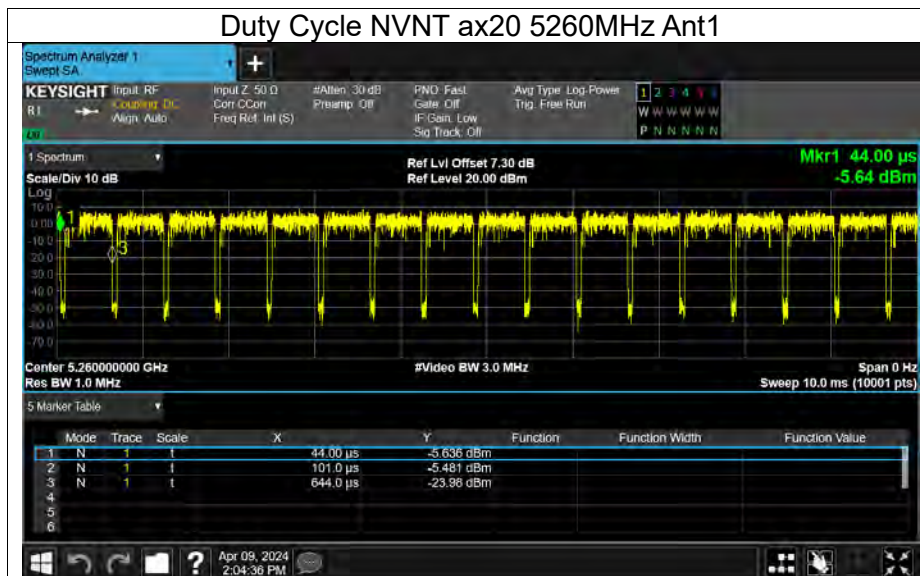 Duty Cycle NVNT ax20 5260MHz Ant1
Spectrum Analyzer 1
Swept SA
+
KEYSIGHT Input: RF Input Z: 50 Ω #Atten: 30 dB PNO: Fast Avg Type: Log-Power 1 2 3 4 5 6
Coupling: DC Corr CCorr Preamp: Off Gate: Off Trig: Free Run W W W W W W
Align: Auto Freq Ref: Int (S) IF Gain: Low
Sig Track: Off P N N N N N
1 Spectrum
Ref Lvl Offset 7.30 dB Mkr1 44.00 µs
Scale/Div 10 dB Ref Level 20.00 dBm -5.64 dBm
Log
10.0
0.00
1
-10.0
3
-20.0
-30.0
-40.0
-50.0
-60.0
-70.0
Center 5.260000000 GHz #Video BW 3.0 MHz Span 0 Hz
Res BW 1.0 MHz Sweep 10.0 ms (10001 pts)
5 Marker Table
Mode Trace Scale X Y Function Function Width Function Value
1 N 1 t 44.00 µs -5.636 dBm
2 N 1 t 101.0 µs -5.481 dBm
3 N 1 t 644.0 µs -23.98 dBm
4
5
6
? Apr 09, 2024
2:04:36 PM